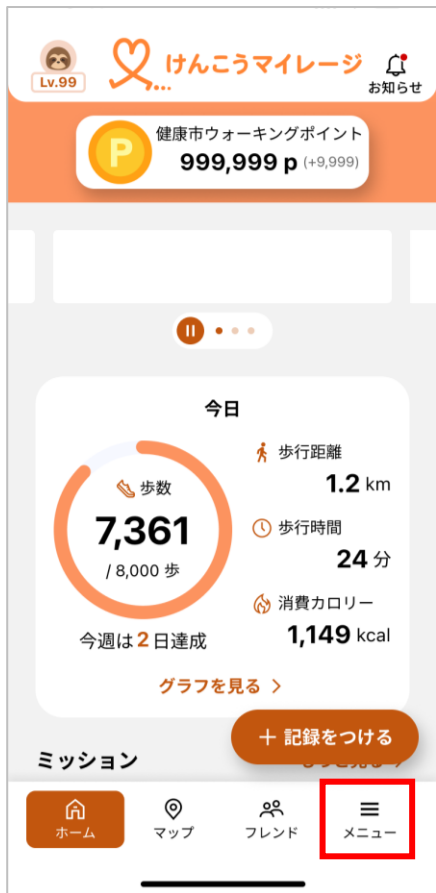 Lv.99
けんこうマイレージ
お知らせ
P
健康市ウォーキングポイント
999,999 p (+9,999)
今日
歩数
7,361
/ 8,000 歩
今週は2日達成
歩行距離
1.2 km
歩行時間
24 分
消費カロリー
1,149 kcal
グラフを見る
ミッション
+ 記録をつける
ホーム
マップ
フレンド
メニュー